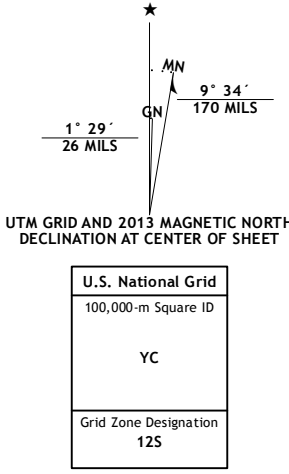 ★
MN
GN
9° 34´
170 MILS
1° 29´
26 MILS
UTM GRID AND 2013 MAGNETIC NORTH
DECLINATION AT CENTER OF SHEET
U.S. National Grid
100,000-m Square ID
YC
Grid Zone Designation
12S